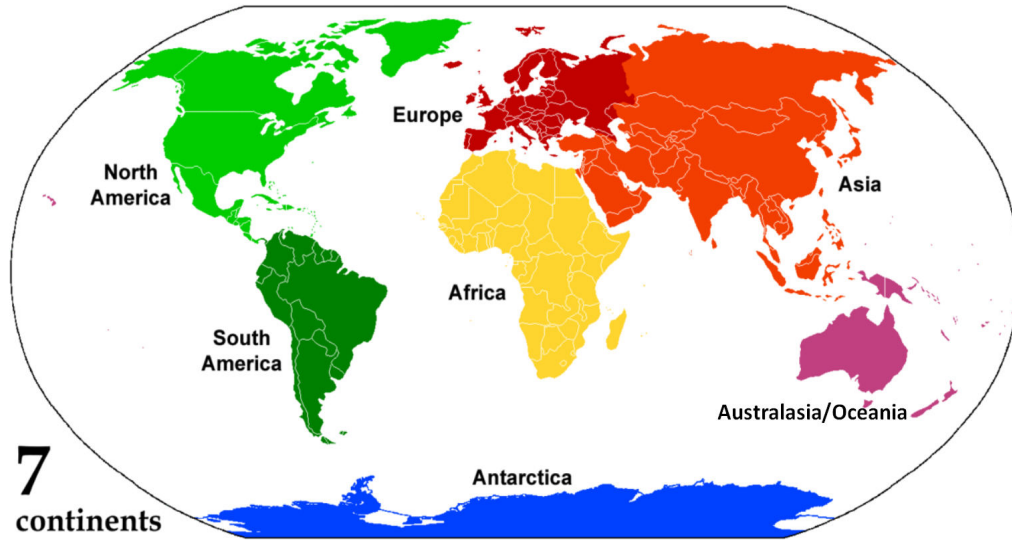 Europe
North
America
Asia
Africa
South
America
Australasia/Oceania
Antarctica
7
continents